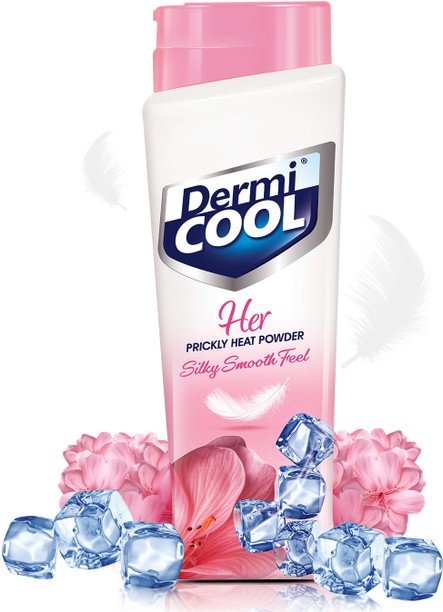 Dermi®
COOL
Her
PRICKLY HEAT POWDER
Silky Smooth Feel